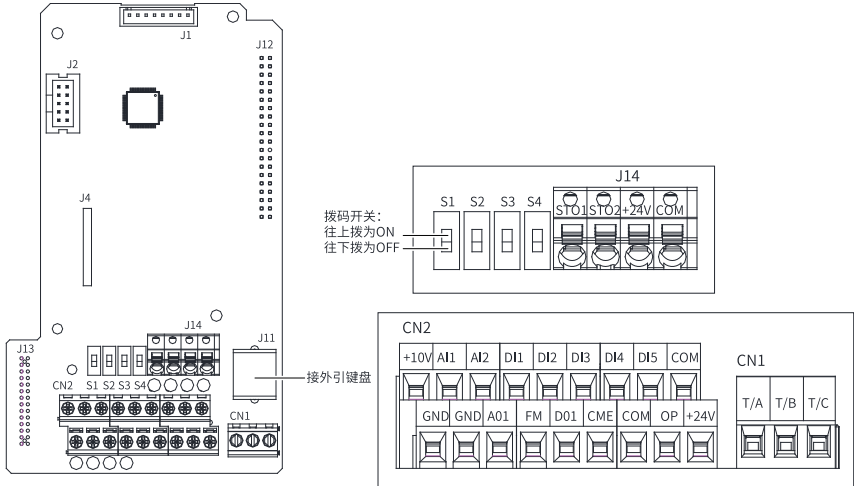 J1
J12
J2
J4
J14
J13
J11
接外引键盘
CN2 S1 S2 S3 S4
CN1
J14
S1 S2 S3 S4
STO1 STO2 +24V COM
拨码开关：
往上拨为ON
往下拨为OFF
CN2
+10V AI1 AI2 DI1 DI2 DI3 DI4 DI5 COM
GND GND A01 FM D01 CME COM OP +24V
CN1
T/A T/B T/C